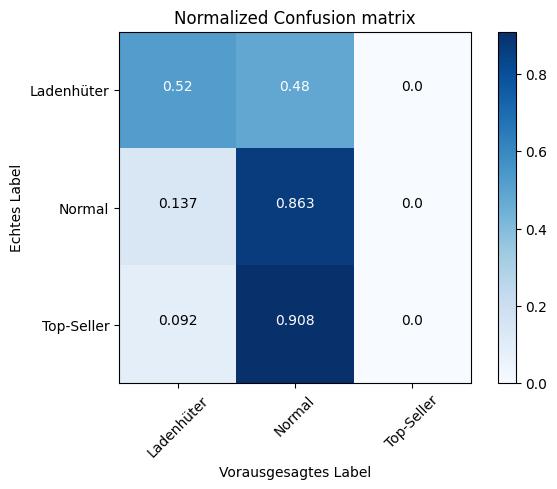 Normalized Confusion matrix
Echtes Label
Ladenhüter 0.52 0.48 0.0
Normal 0.137 0.863 0.0
Top-Seller 0.092 0.908 0.0
Ladenhüter Normal Top-Seller
Vorausgesagtes Label
0.8
0.6
0.4
0.2
0.0